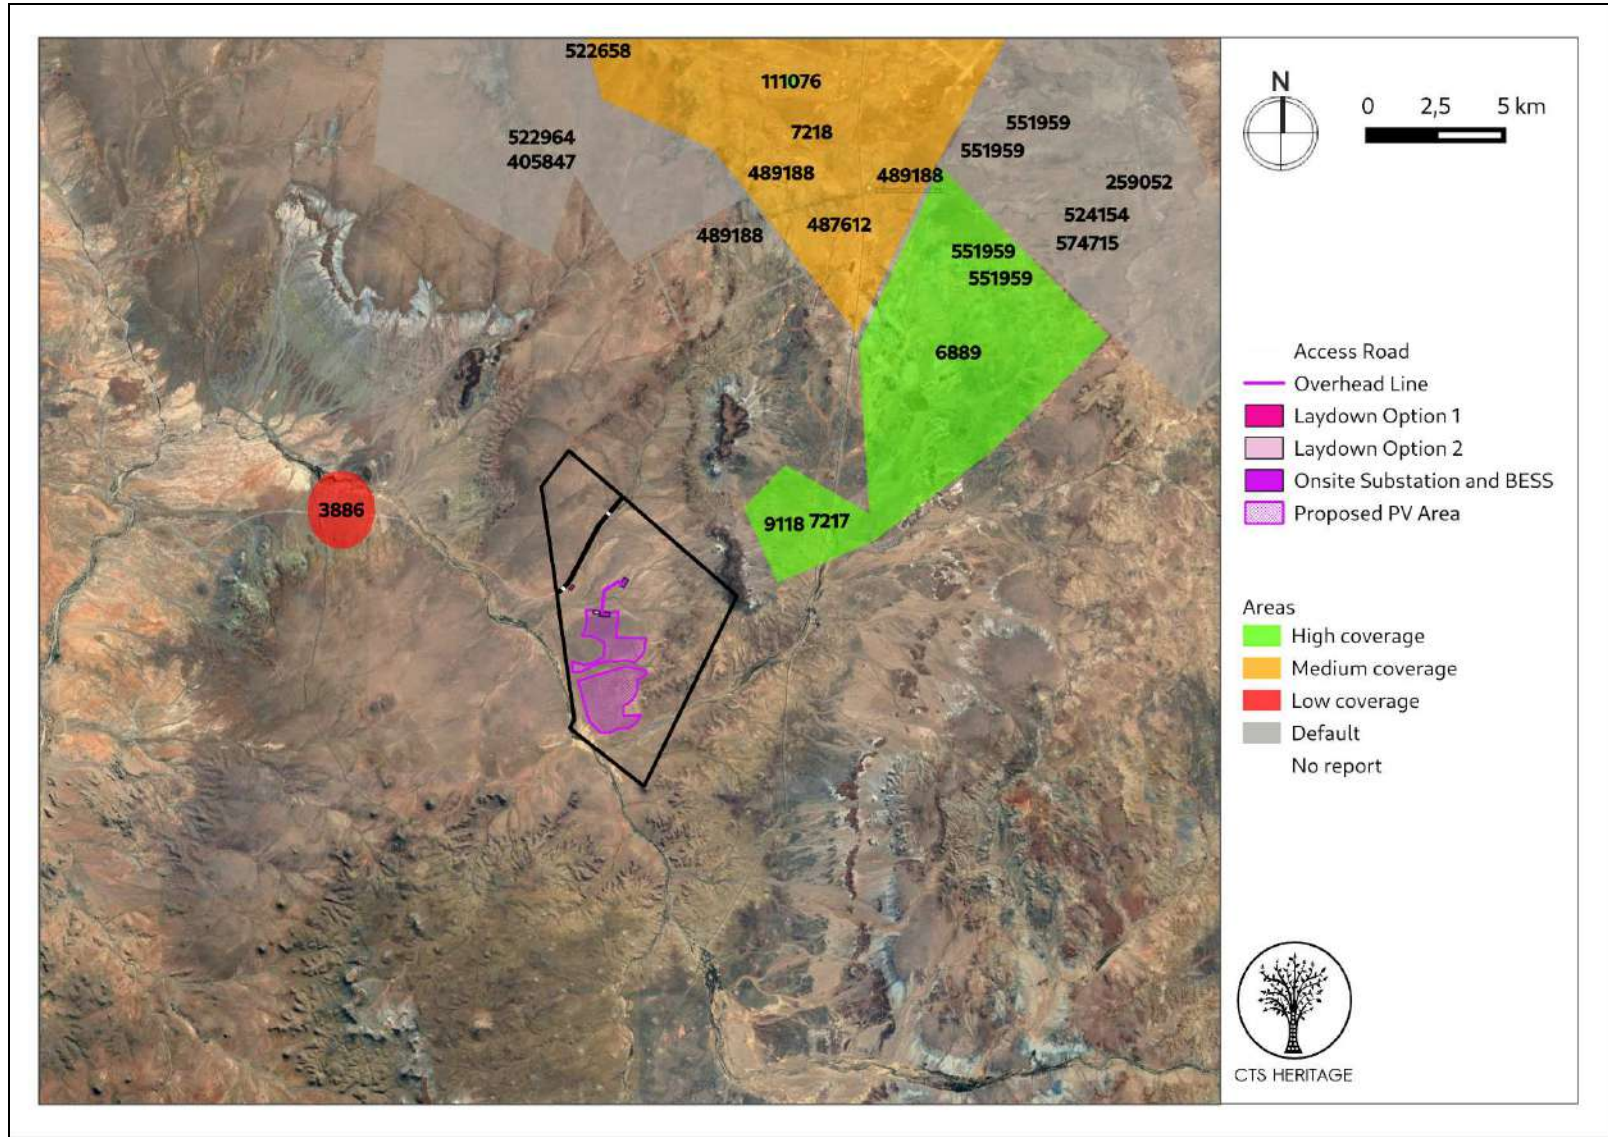 522658
111076
7218
522964
405847
489188
489188
489188
487612
551959
551959
259052
524154
574715
551959
551959
6889
3886
9118
7217
N
0 2,5 5 km
Access Road
Overhead Line
Laydown Option 1
Laydown Option 2
Onsite Substation and BESS
Proposed PV Area
Areas
High coverage
Medium coverage
Low coverage
Default
No report
CTS HERITAGE